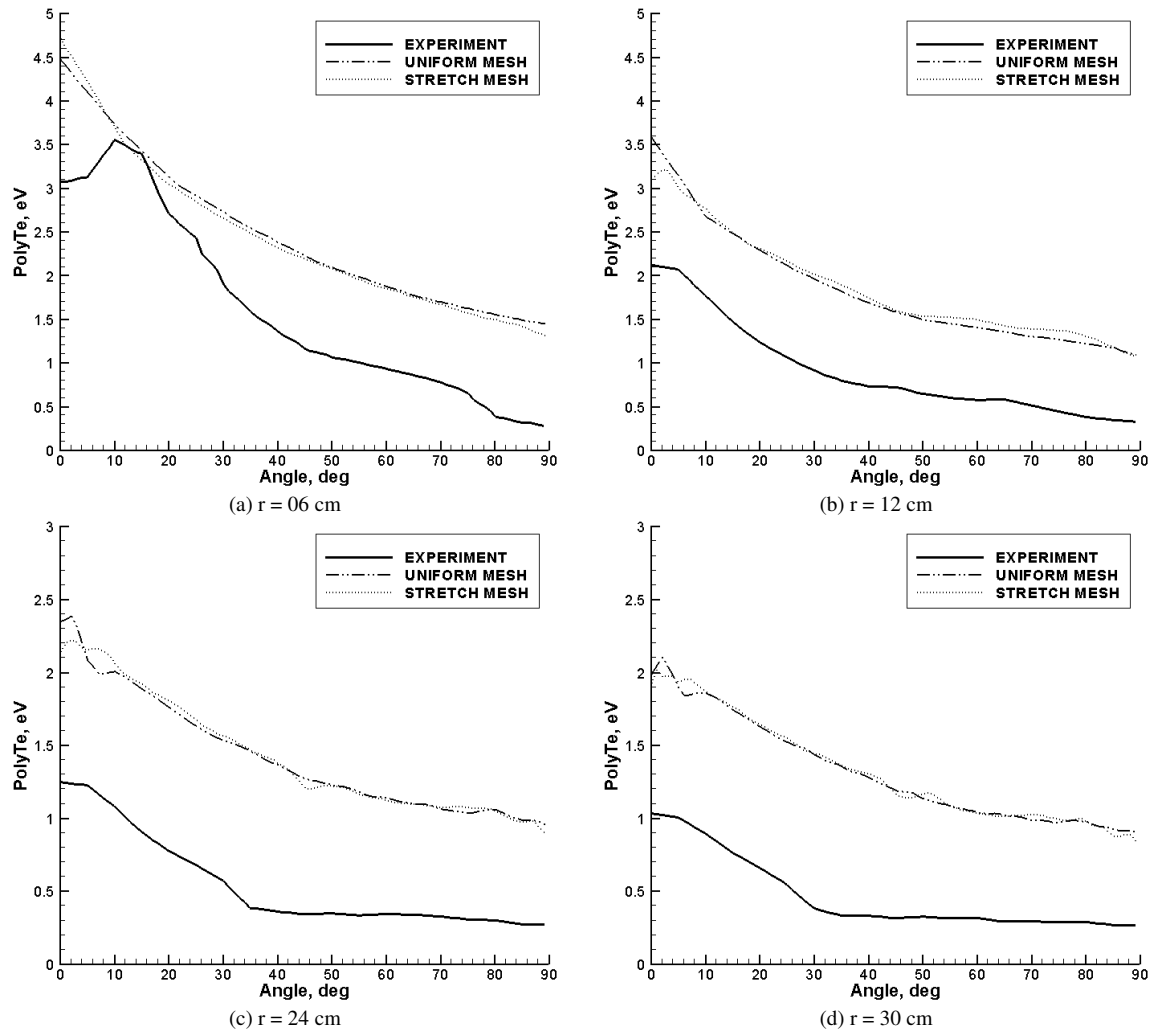 5
4.5
4
3.5
3
2.5
2
1.5
1
0.5
0
PolyTe, eV
EXPERIMENT
UNIFORM MESH
STRETCH MESH
0 10 20 30 40 50 60 70 80 90
Angle, deg
(a) r = 06 cm
5
4.5
4
3.5
3
2.5
2
1.5
1
0.5
0
PolyTe, eV
EXPERIMENT
UNIFORM MESH
STRETCH MESH
0 10 20 30 40 50 60 70 80 90
Angle, deg
(b) r = 12 cm
3
2.5
2
1.5
1
0.5
0
PolyTe, eV
EXPERIMENT
UNIFORM MESH
STRETCH MESH
0 10 20 30 40 50 60 70 80 90
Angle, deg
(c) r = 24 cm
3
2.5
2
1.5
1
0.5
0
PolyTe, eV
EXPERIMENT
UNIFORM MESH
STRETCH MESH
0 10 20 30 40 50 60 70 80 90
Angle, deg
(d) r = 30 cm